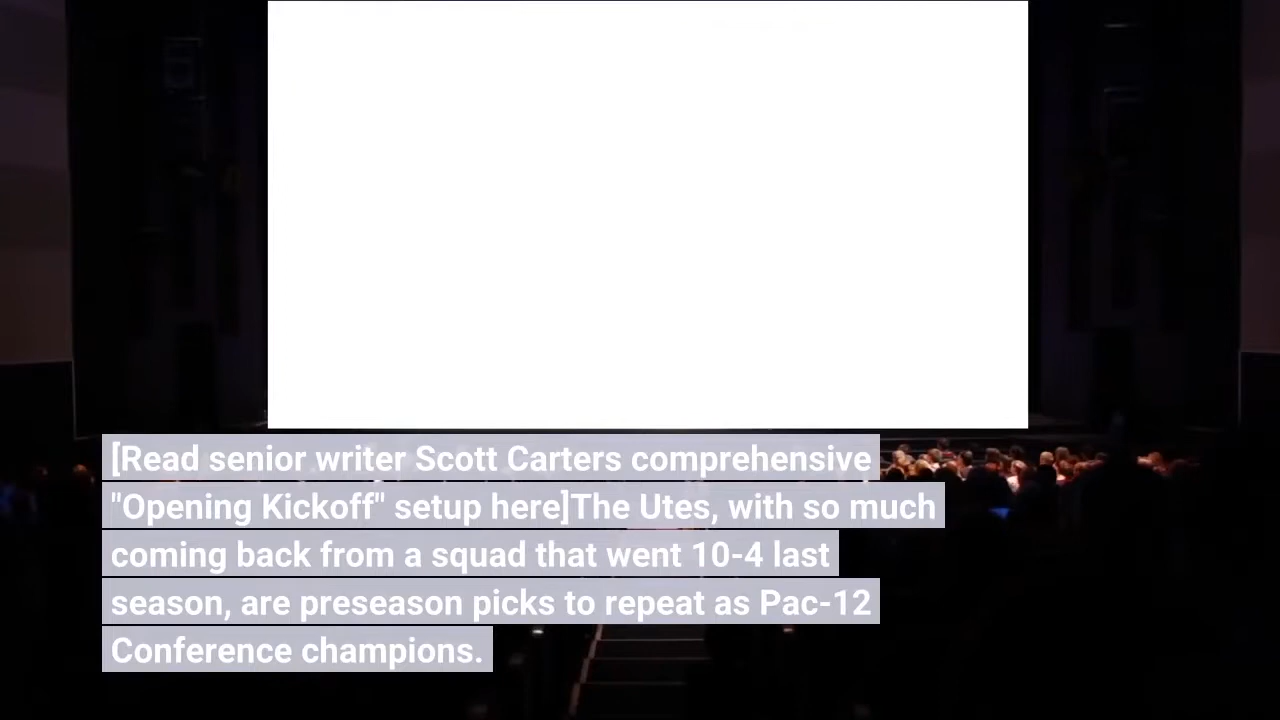 [Read senior writer Scott Carters comprehensive
"Opening Kickoff" setup here]The Utes, with so much
coming back from a squad that went 10-4 last
season, are preseason picks to repeat as Pac-12
Conference champions.